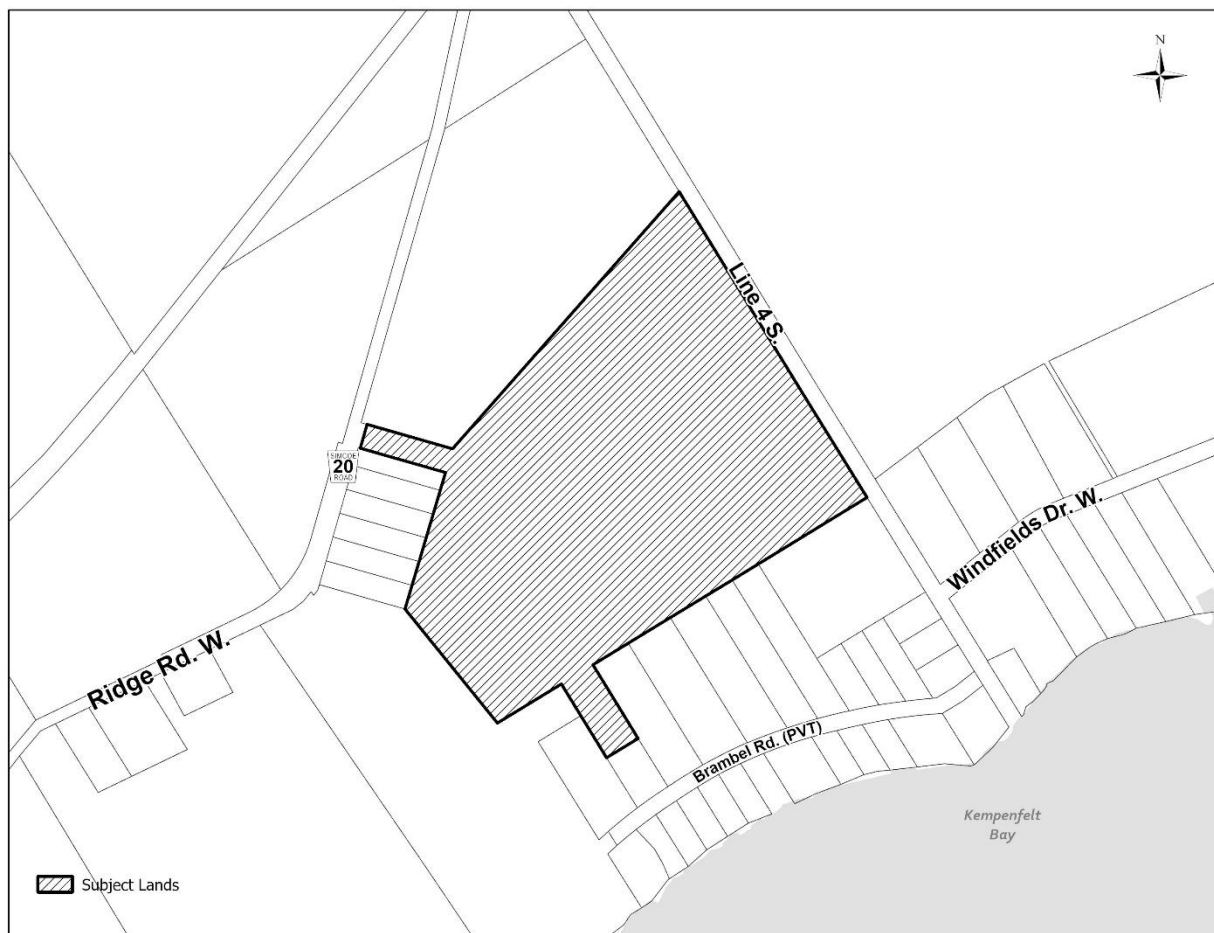 N
Line 4 S.
SIMCOE
20
ROAD
Windfields Dr. W.
Ridge Rd. W.
Brambel Rd. (PVT)
Kempenfelt
Bay
Subject Lands